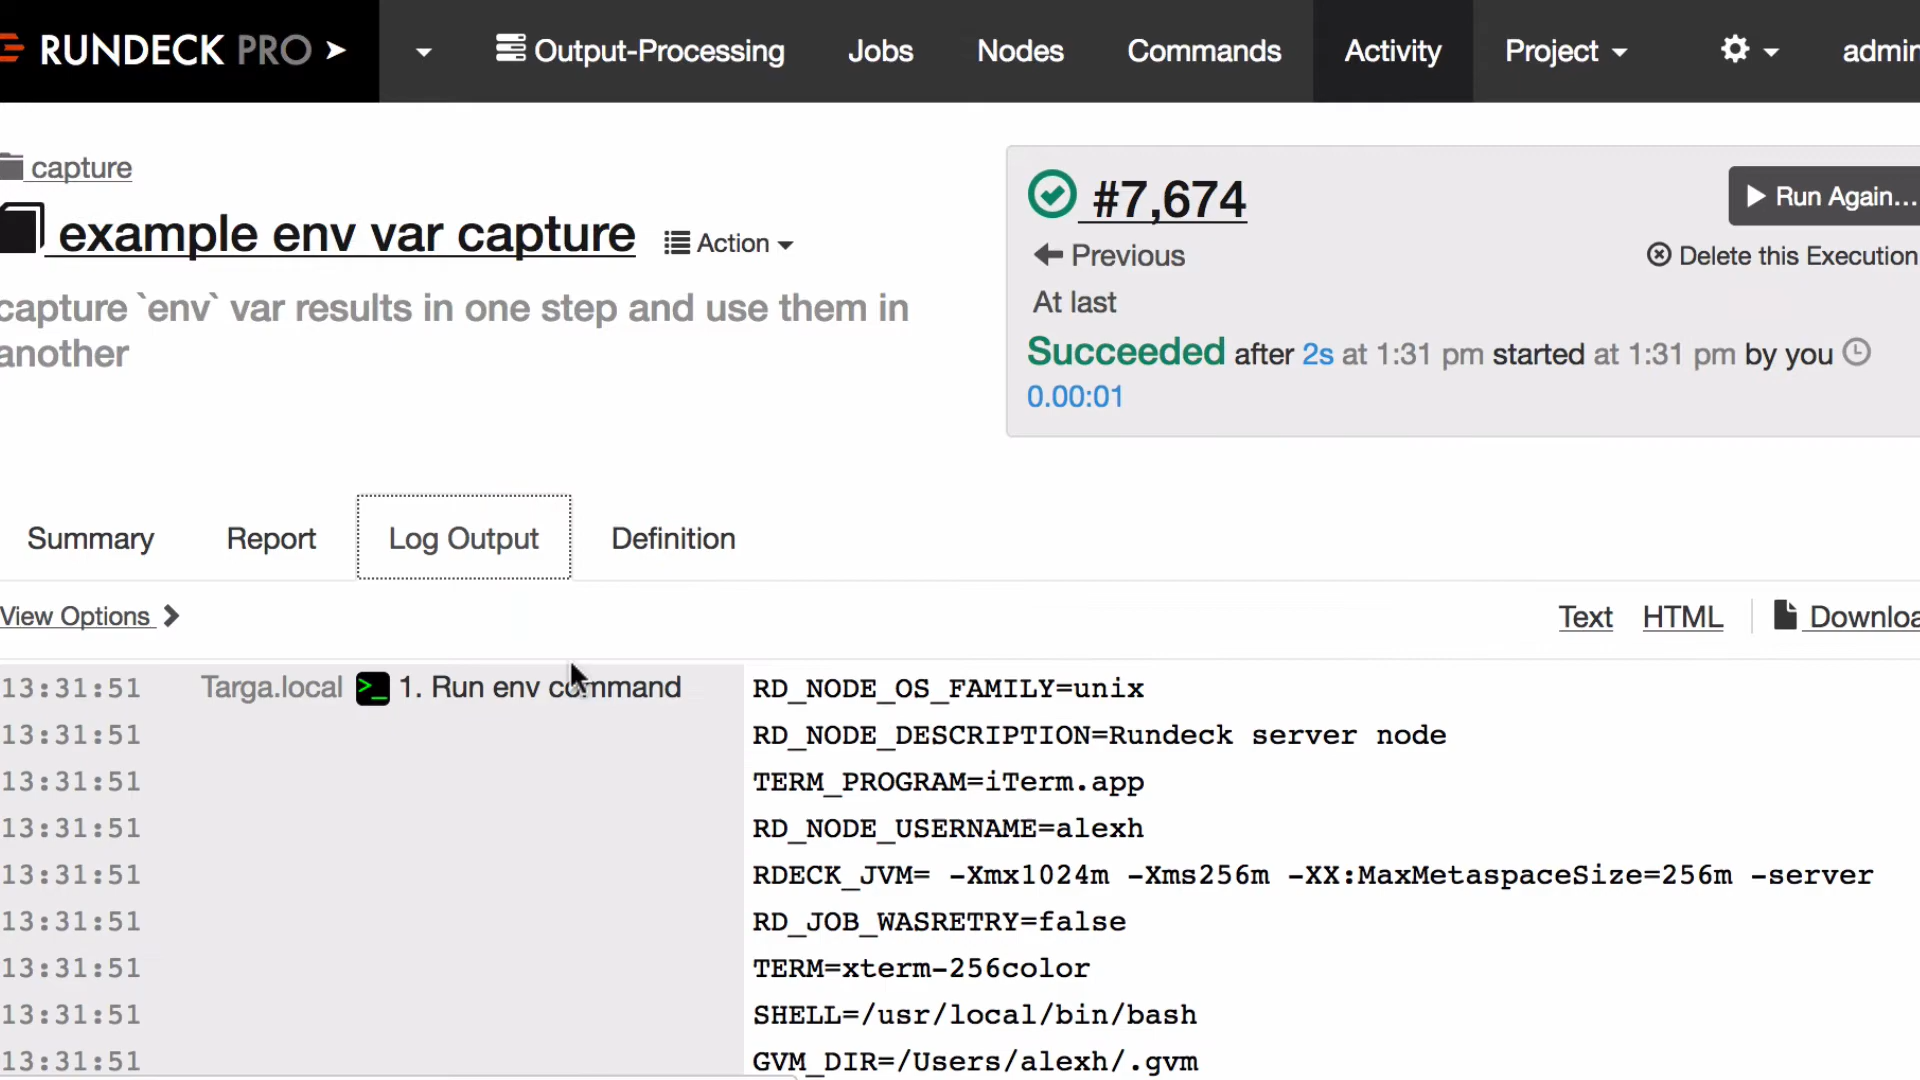 RUNDECK PRO Output-Processing Jobs Nodes Commands Activity Project admin
capture
example env var capture Action
capture `env` var results in one step and use them in
another
#7,674 Run Again...
Previous Delete this Execution
At last
Succeeded after 2s at 1:31 pm started at 1:31 pm by you
0.00:01
Summary Report Log Output Definition
View Options Text HTML Downloa
13:31:51 Targa.local >_ 1. Run env command RD_NODE_OS_FAMILY=unix
13:31:51 RD_NODE_DESCRIPTION=Rundeck server node
13:31:51 TERM_PROGRAM=iTerm.app
13:31:51 RD_NODE_USERNAME=alexh
13:31:51 RDECK_JVM= -Xmx1024m -Xms256m -XX:MaxMetaspaceSize=256m -server
13:31:51 RD_JOB_WASRETRY=false
13:31:51 TERM=xterm-256color
13:31:51 SHELL=/usr/local/bin/bash
13:31:51 GVM_DIR=/Users/alexh/.gvm